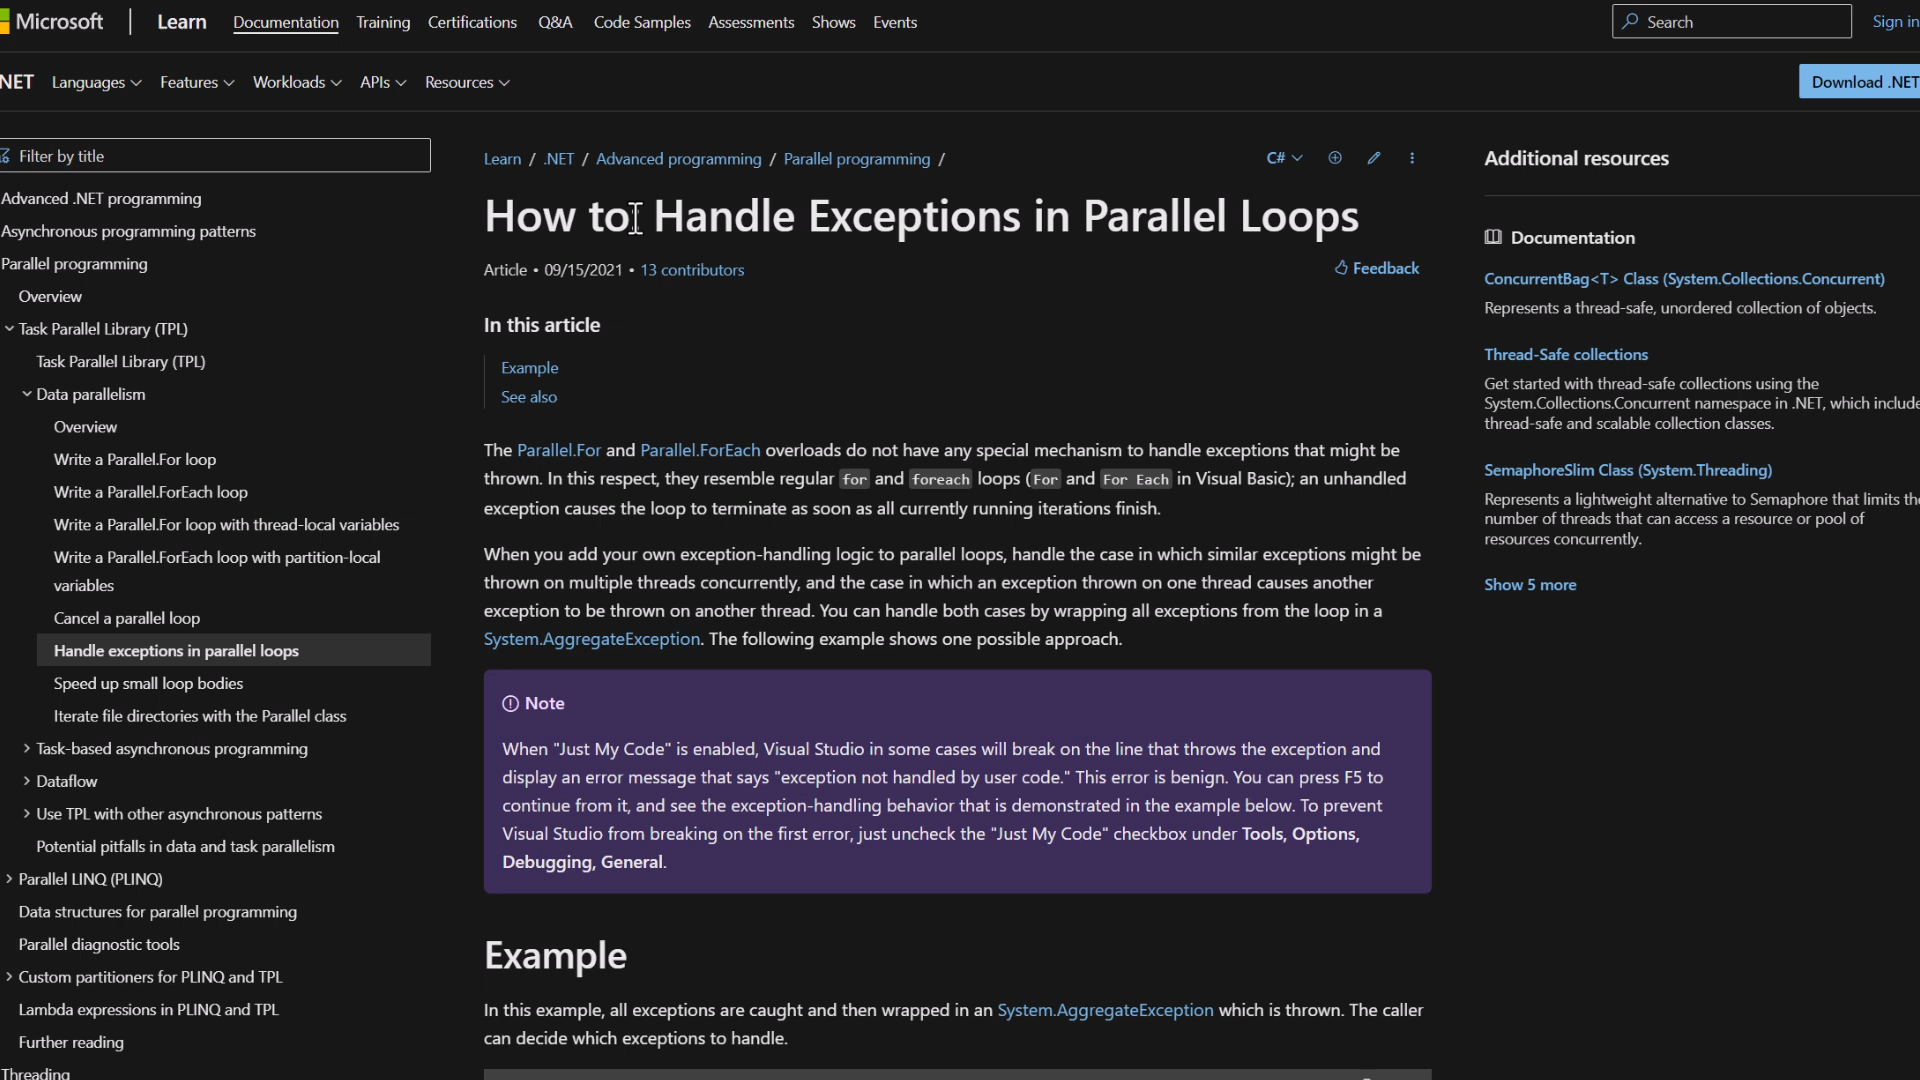 Microsoft
Learn
Documentation
Training
Certifications
Q&A
Code Samples
Assessments
Shows
Events
Search
Sign in
NET
Languages
Features
Workloads
APIs
Resources
Download .NET
Filter by title
Advanced .NET programming
Asynchronous programming patterns
Parallel programming
Overview
Task Parallel Library (TPL)
Task Parallel Library (TPL)
Data parallelism
Overview
Write a Parallel.For loop
Write a Parallel.ForEach loop
Write a Parallel.For loop with thread-local variables
Write a Parallel.ForEach loop with partition-local
variables
Cancel a parallel loop
Handle exceptions in parallel loops
Speed up small loop bodies
Iterate file directories with the Parallel class
Task-based asynchronous programming
Dataflow
Use TPL with other asynchronous patterns
Potential pitfalls in data and task parallelism
Parallel LINQ (PLINQ)
Data structures for parallel programming
Parallel diagnostic tools
Custom partitioners for PLINQ and TPL
Lambda expressions in PLINQ and TPL
Further reading
Threading
Learn / .NET / Advanced programming / Parallel programming /
C#
How to: Handle Exceptions in Parallel Loops
Article • 09/15/2021 • 13 contributors
Feedback
In this article
Example
See also
The Parallel.For and Parallel.ForEach overloads do not have any special mechanism to handle exceptions that might be
thrown. In this respect, they resemble regular for and foreach loops (For and For Each in Visual Basic); an unhandled
exception causes the loop to terminate as soon as all currently running iterations finish.
When you add your own exception-handling logic to parallel loops, handle the case in which similar exceptions might be
thrown on multiple threads concurrently, and the case in which an exception thrown on one thread causes another
exception to be thrown on another thread. You can handle both cases by wrapping all exceptions from the loop in a
System.AggregateException. The following example shows one possible approach.
Note
When "Just My Code" is enabled, Visual Studio in some cases will break on the line that throws the exception and
display an error message that says "exception not handled by user code." This error is benign. You can press F5 to
continue from it, and see the exception-handling behavior that is demonstrated in the example below. To prevent
Visual Studio from breaking on the first error, just uncheck the "Just My Code" checkbox under Tools, Options,
Debugging, General.
Example
In this example, all exceptions are caught and then wrapped in an System.AggregateException which is thrown. The caller
can decide which exceptions to handle.
Additional resources
Documentation
ConcurrentBag<T> Class (System.Collections.Concurrent)
Represents a thread-safe, unordered collection of objects.
Thread-Safe collections
Get started with thread-safe collections using the
System.Collections.Concurrent namespace in .NET, which include
thread-safe and scalable collection classes.
SemaphoreSlim Class (System.Threading)
Represents a lightweight alternative to Semaphore that limits the
number of threads that can access a resource or pool of
resources concurrently.
Show 5 more